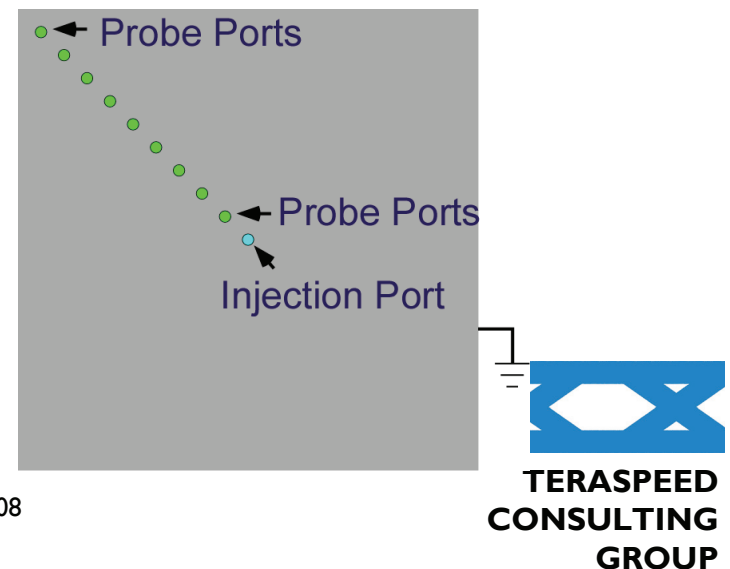 Probe Ports
Probe Ports
Injection Port
08
TERASPEED
CONSULTING
GROUP